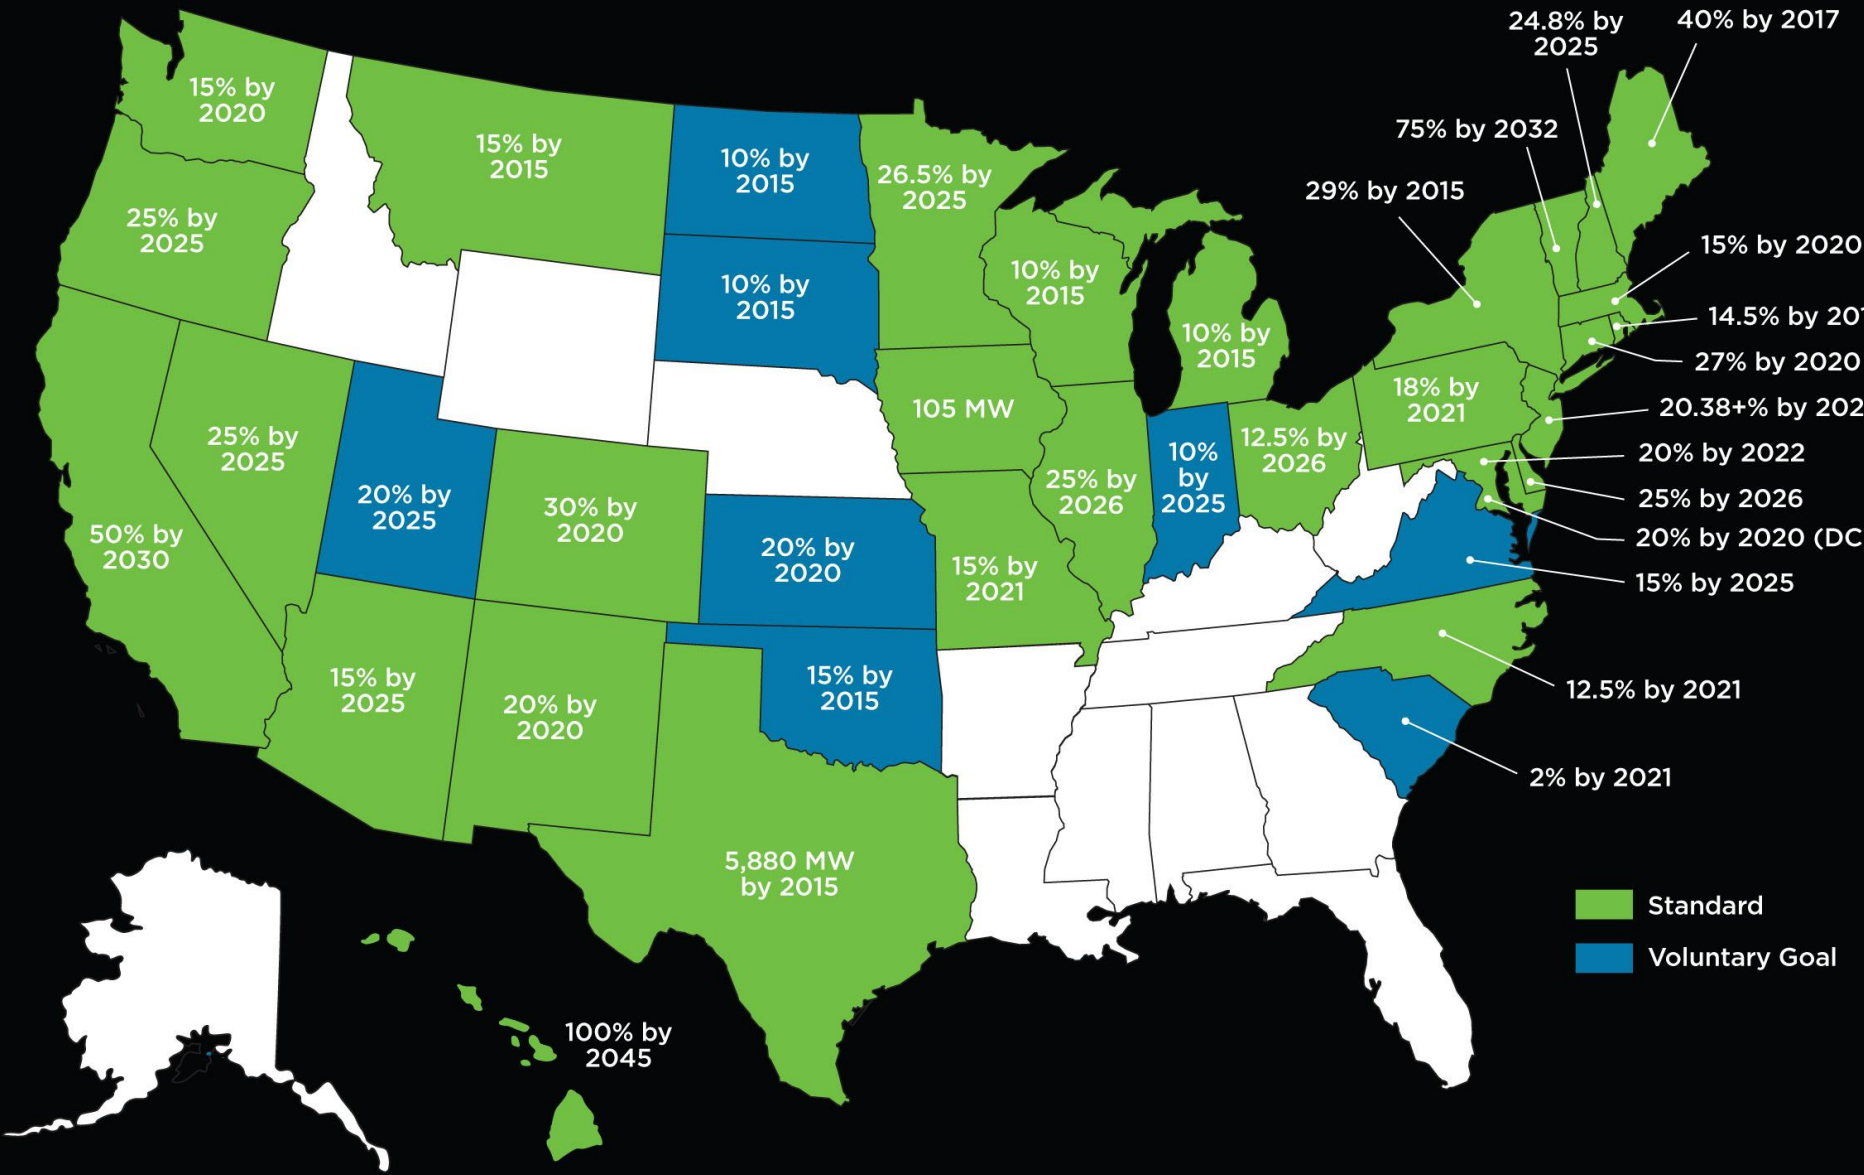 24.8% by
2025
40% by 2017
15% by
2020
75% by 2032
15% by
2015
10% by
2015
26.5% by
2025
29% by 2015
25% by
2025
15% by 2020
10% by
2015
10% by
2015
14.5% by
10% by
2015
27% by 2020
18% by
2021
105 MW
20.38+% by
25% by
2025
12.5% by
2026
20% by 2022
10%
by
2025
20% by
2025
25% by
2026
25% by 2026
30% by
2020
50% by
2030
20% by 2020 (DC
20% by
2020
15% by
2021
15% by 2025
15% by
2025
15% by
2015
12.5% by 2021
20% by
2020
2% by 2021
5,880 MW
by 2015
Standard
Voluntary Goal
100% by
2045